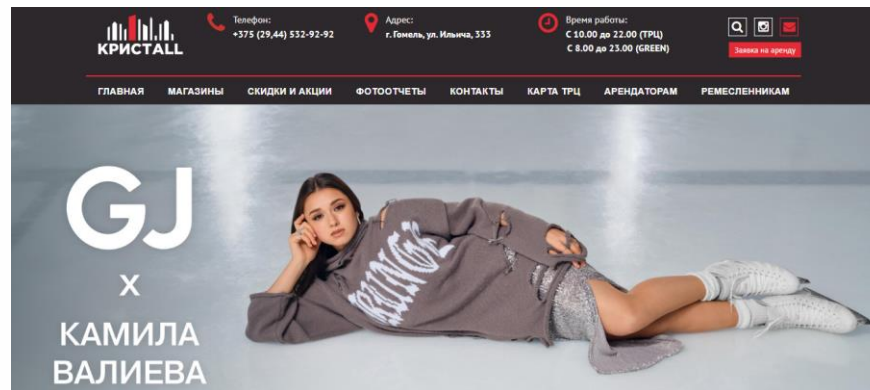 КРИСТАLL
Телефон:
+375 (29,44) 532-92-92
Адрес:
г. Гомель, ул. Ильича, 333
Время работы:
С 10.00 до 22.00 (ТРЦ)
С 8.00 до 23.00 (GREEN)
Заявка на аренду
ГЛАВНАЯ МАГАЗИНЫ СКИДКИ И АКЦИИ ФОТООТЧЕТЫ КОНТАКТЫ КАРТА ТРЦ АРЕНДАТОРАМ РЕМЕСЛЕННИКАМ
GJ
X
КАМИЛА
ВАЛИЕВА